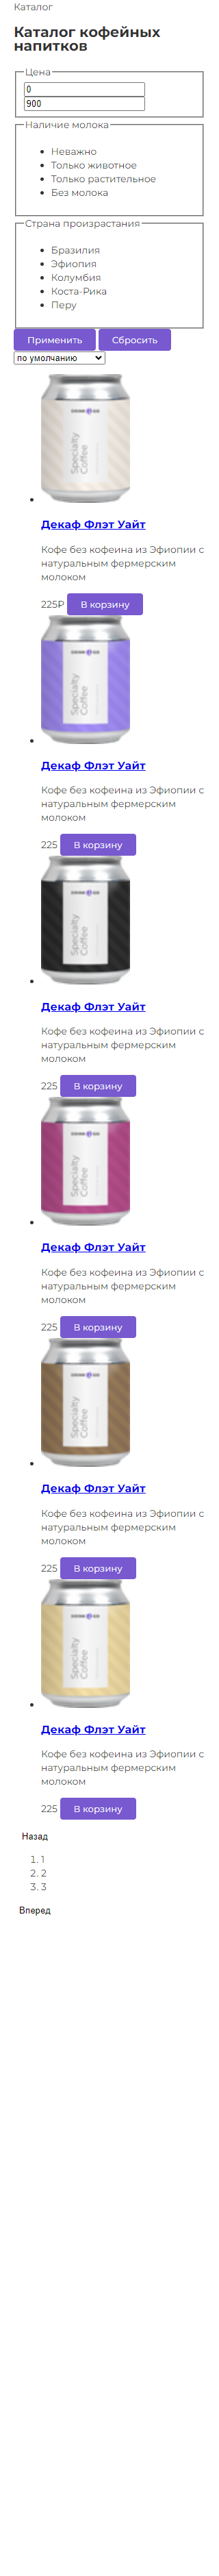 Каталог
Каталог кофейных
напитков
Цена
0
900
Наличие молока
Неважно
Только животное
Только растительное
Без молока
Страна произрастания
Бразилия
Эфиопия
Колумбия
Коста-Рика
Перу
Применить
Сбросить
по умолчанию
Specialty
Coffee
Декаф Флэт Уайт
Кофе без кофеина из Эфиопии с
натуральным фермерским
молоком
225₽ В корзину
Specialty
Coffee
Декаф Флэт Уайт
Кофе без кофеина из Эфиопии с
натуральным фермерским
молоком
225 В корзину
Specialty
Coffee
Декаф Флэт Уайт
Кофе без кофеина из Эфиопии с
натуральным фермерским
молоком
225 В корзину
Specialty
Coffee
Декаф Флэт Уайт
Кофе без кофеина из Эфиопии с
натуральным фермерским
молоком
225 В корзину
Specialty
Coffee
Декаф Флэт Уайт
Кофе без кофеина из Эфиопии с
натуральным фермерским
молоком
225 В корзину
Specialty
Coffee
Декаф Флэт Уайт
Кофе без кофеина из Эфиопии с
натуральным фермерским
молоком
225 В корзину
Назад
1. 1
2. 2
3. 3
Вперед